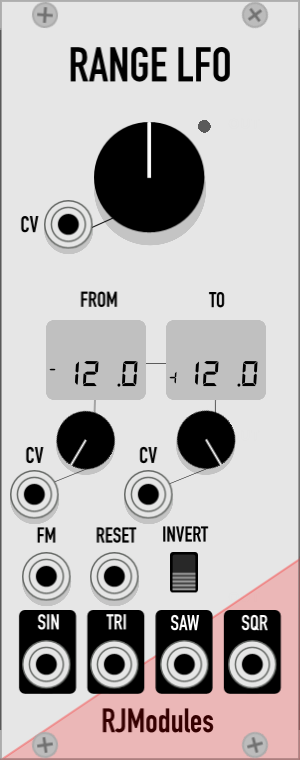 RANGE LFO
CV
FROM TO
-12.0 +12.0
CV CV
FM RESET INVERT
SIN TRI SAW SQR
RJModules